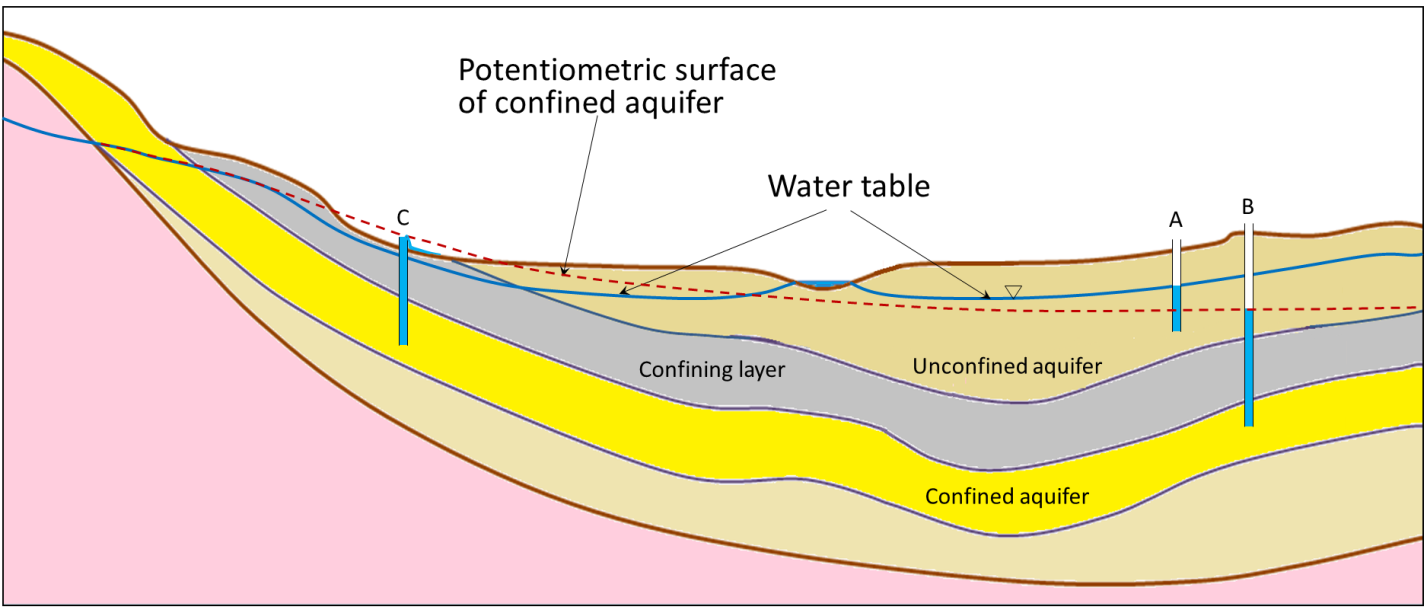 Potentiometric surface
of confined aquifer
Water table
C
A
B
Confining layer
Unconfined aquifer
Confined aquifer